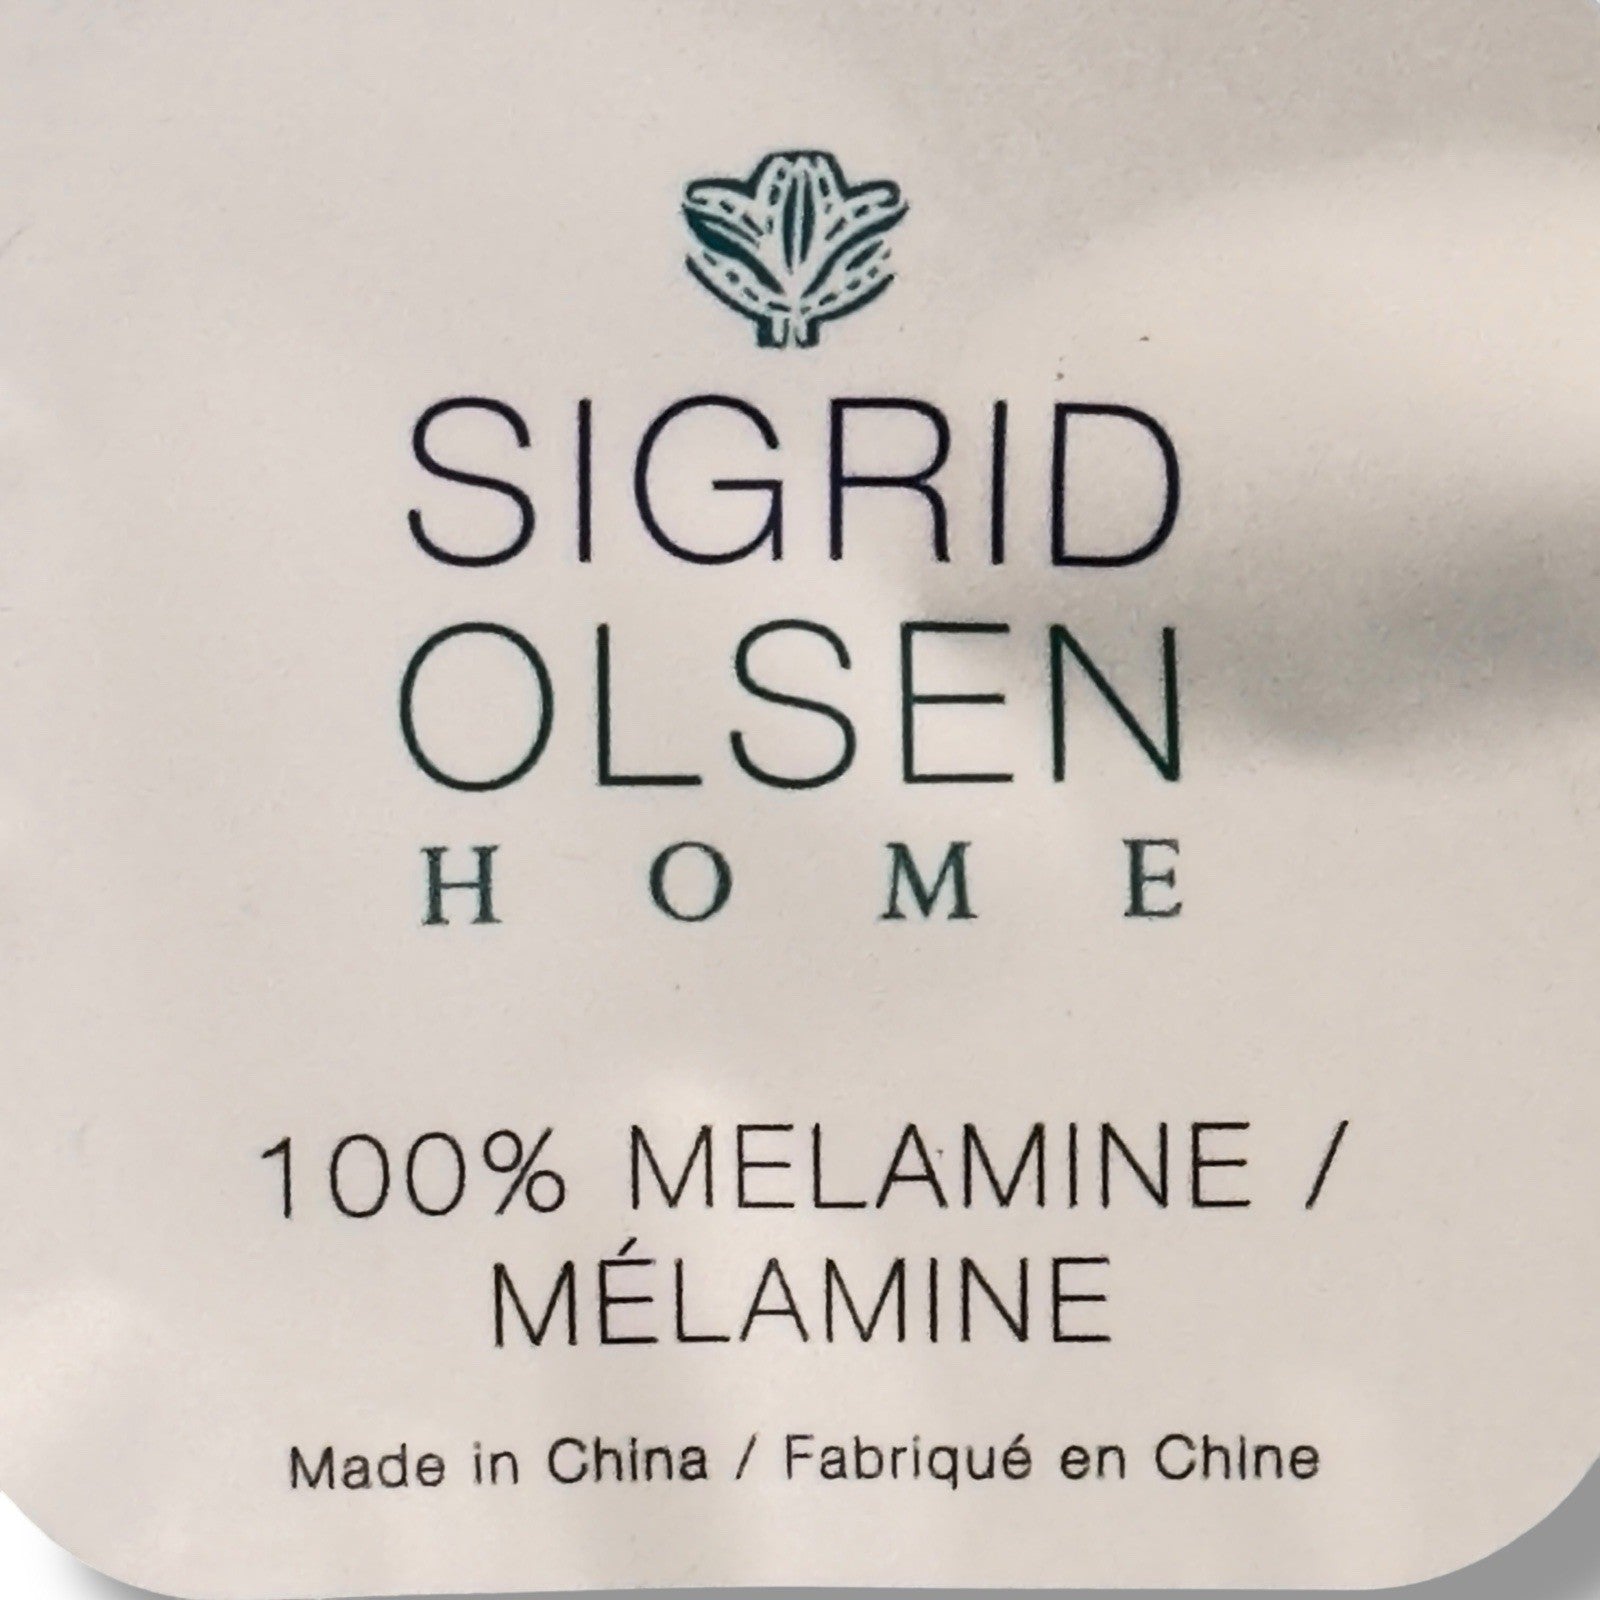 SIGRID
OLSEN
HOME
100% MELAMINE /
MÉLAMINE
Made in China / Fabriqué en Chine